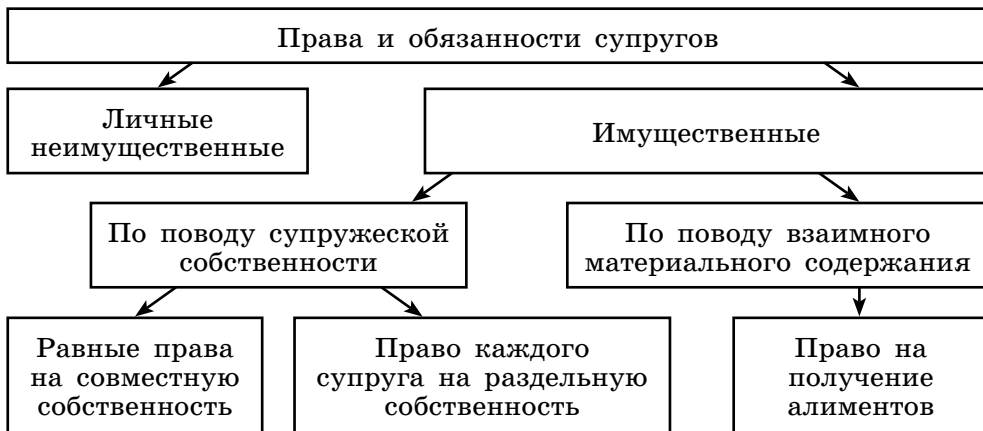 Права и обязанности супругов
Личные
неимущественные
Имущественные
По поводу супружеской
собственности
По поводу взаимного
материального содержания
Равные права
на совместную
собственность
Право каждого
супруга на раздельную
собственность
Право на
получение
алиментов